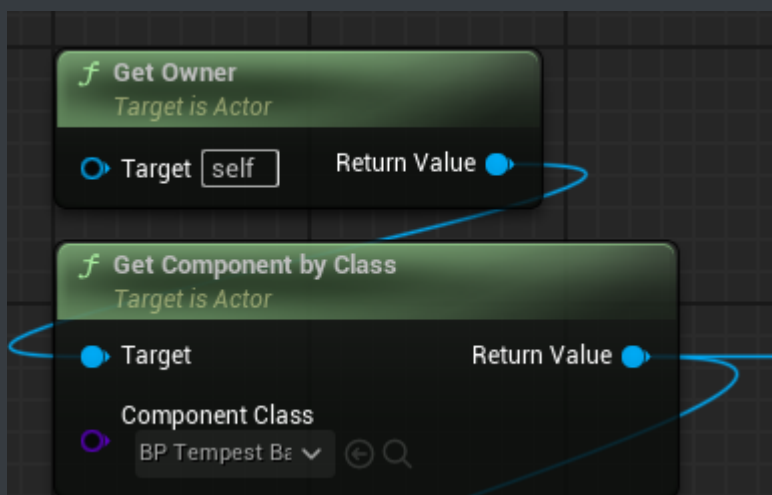 f Get Owner
Target is Actor
Target self Return Value
f Get Component by Class
Target is Actor
Target Return Value
Component Class
BP Tempest Ba